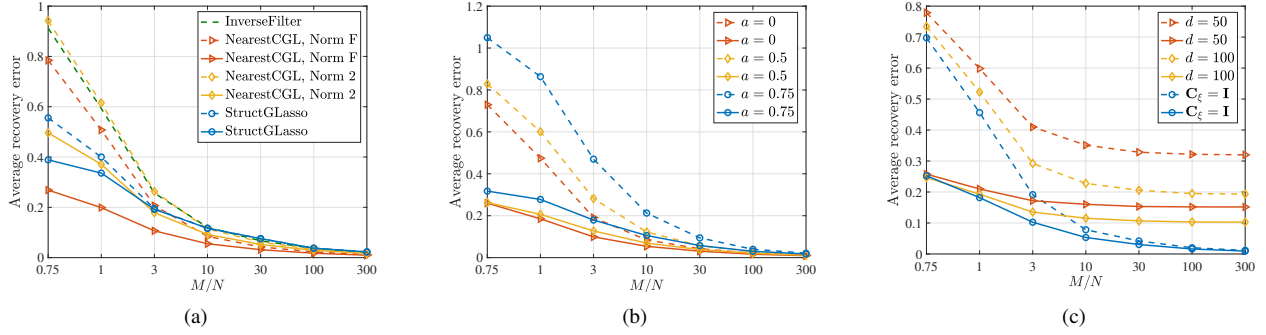 Average recovery error
1
0.8
0.6
0.4
0.2
0
0.75 1 3 10 30 100 300
M/N
InverseFilter
NearestCGL, Norm F
NearestCGL, Norm F
NearestCGL, Norm 2
NearestCGL, Norm 2
StructGLasso
StructGLasso
(a)
Average recovery error
1.2
1
0.8
0.6
0.4
0.2
0
0.75 1 3 10 30 100 300
M/N
a = 0
a = 0
a = 0.5
a = 0.5
a = 0.75
a = 0.75
(b)
Average recovery error
0.8
0.7
0.6
0.5
0.4
0.3
0.2
0.1
0
0.75 1 3 10 30 100 300
M/N
d = 50
d = 50
d = 100
d = 100
C_ξ = I
C_ξ = I
(c)